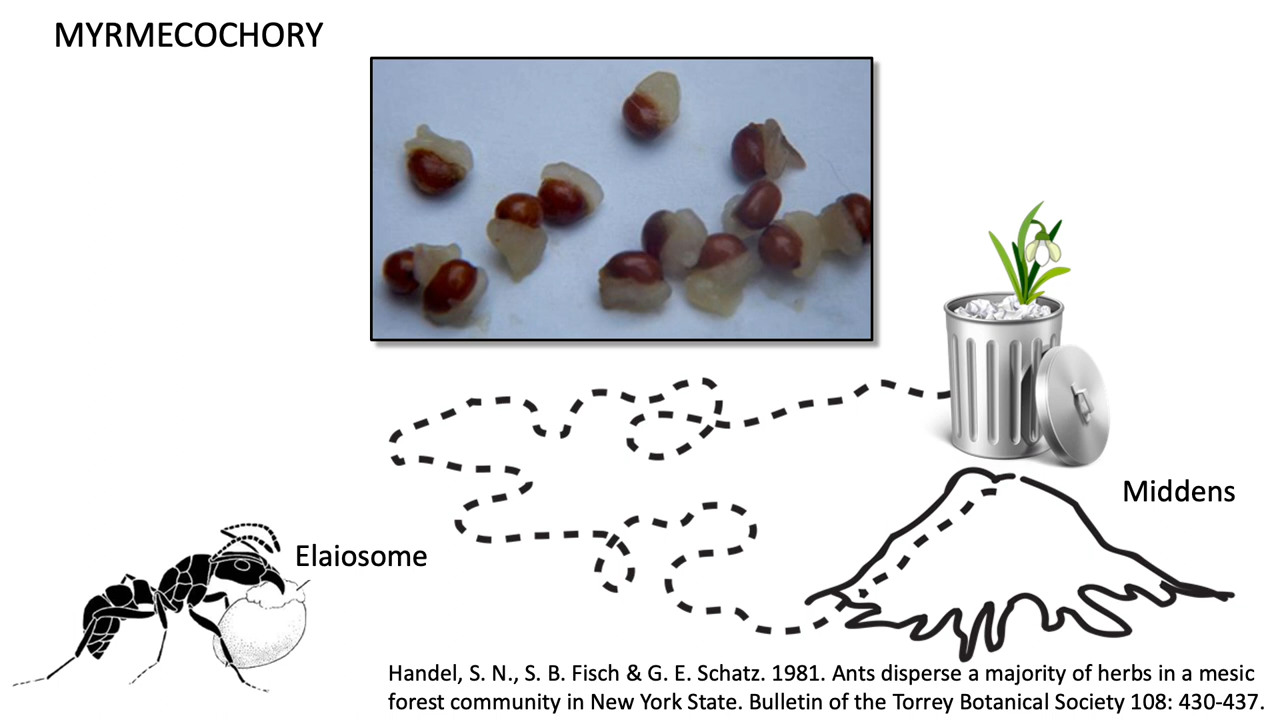 MYRMECOCHORY
Elaiosome
Middens
Handel, S. N., S. B. Fisch & G. E. Schatz. 1981. Ants disperse a majority of herbs in a mesic
forest community in New York State. Bulletin of the Torrey Botanical Society 108: 430-437.